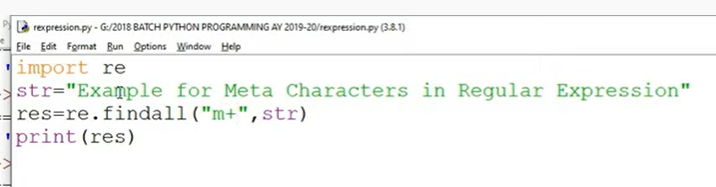 rexpression.py - G:/2018 BATCH PYTHON PROGRAMMING AY 2019-20/rexpression.py (3.8.1)
File Edit Format Run Options Window Help
import re
str="Example for Meta Characters in Regular Expression"
res=re.findall("m+",str)
print(res)